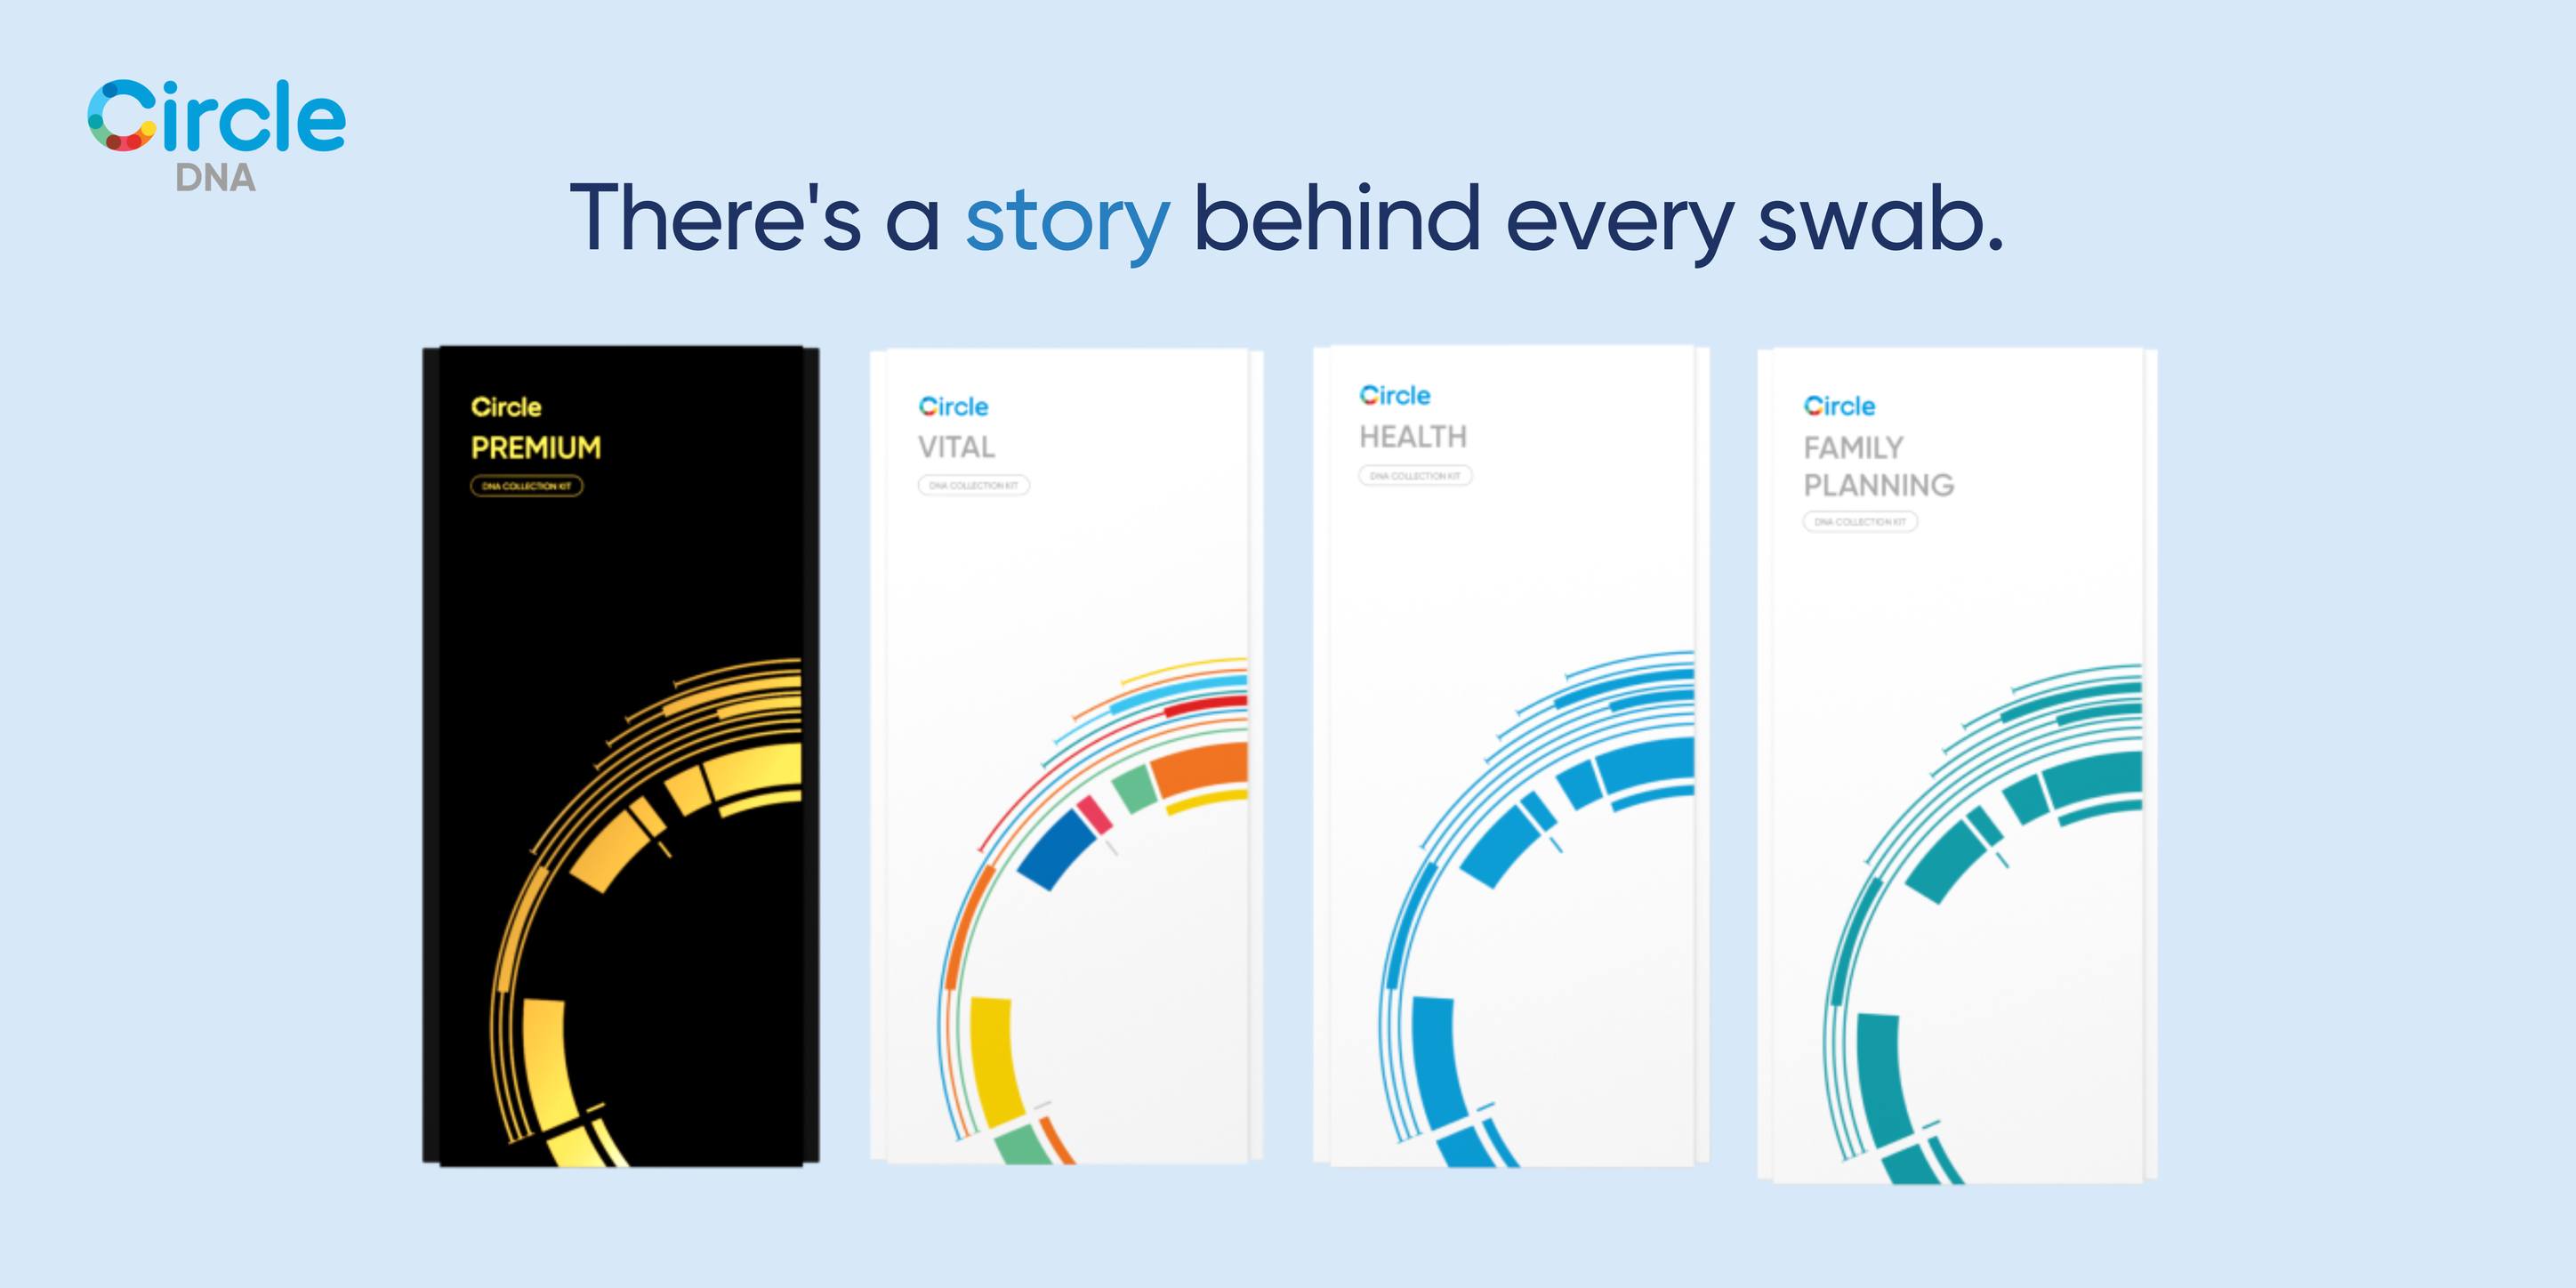 Circle
DNA
There's a story behind every swab.
Circle
PREMIUM
DNA COLLECTION KIT
Circle
VITAL
DNA COLLECTION KIT
Circle
HEALTH
DNA COLLECTION KIT
Circle
FAMILY
PLANNING
DNA COLLECTION KIT